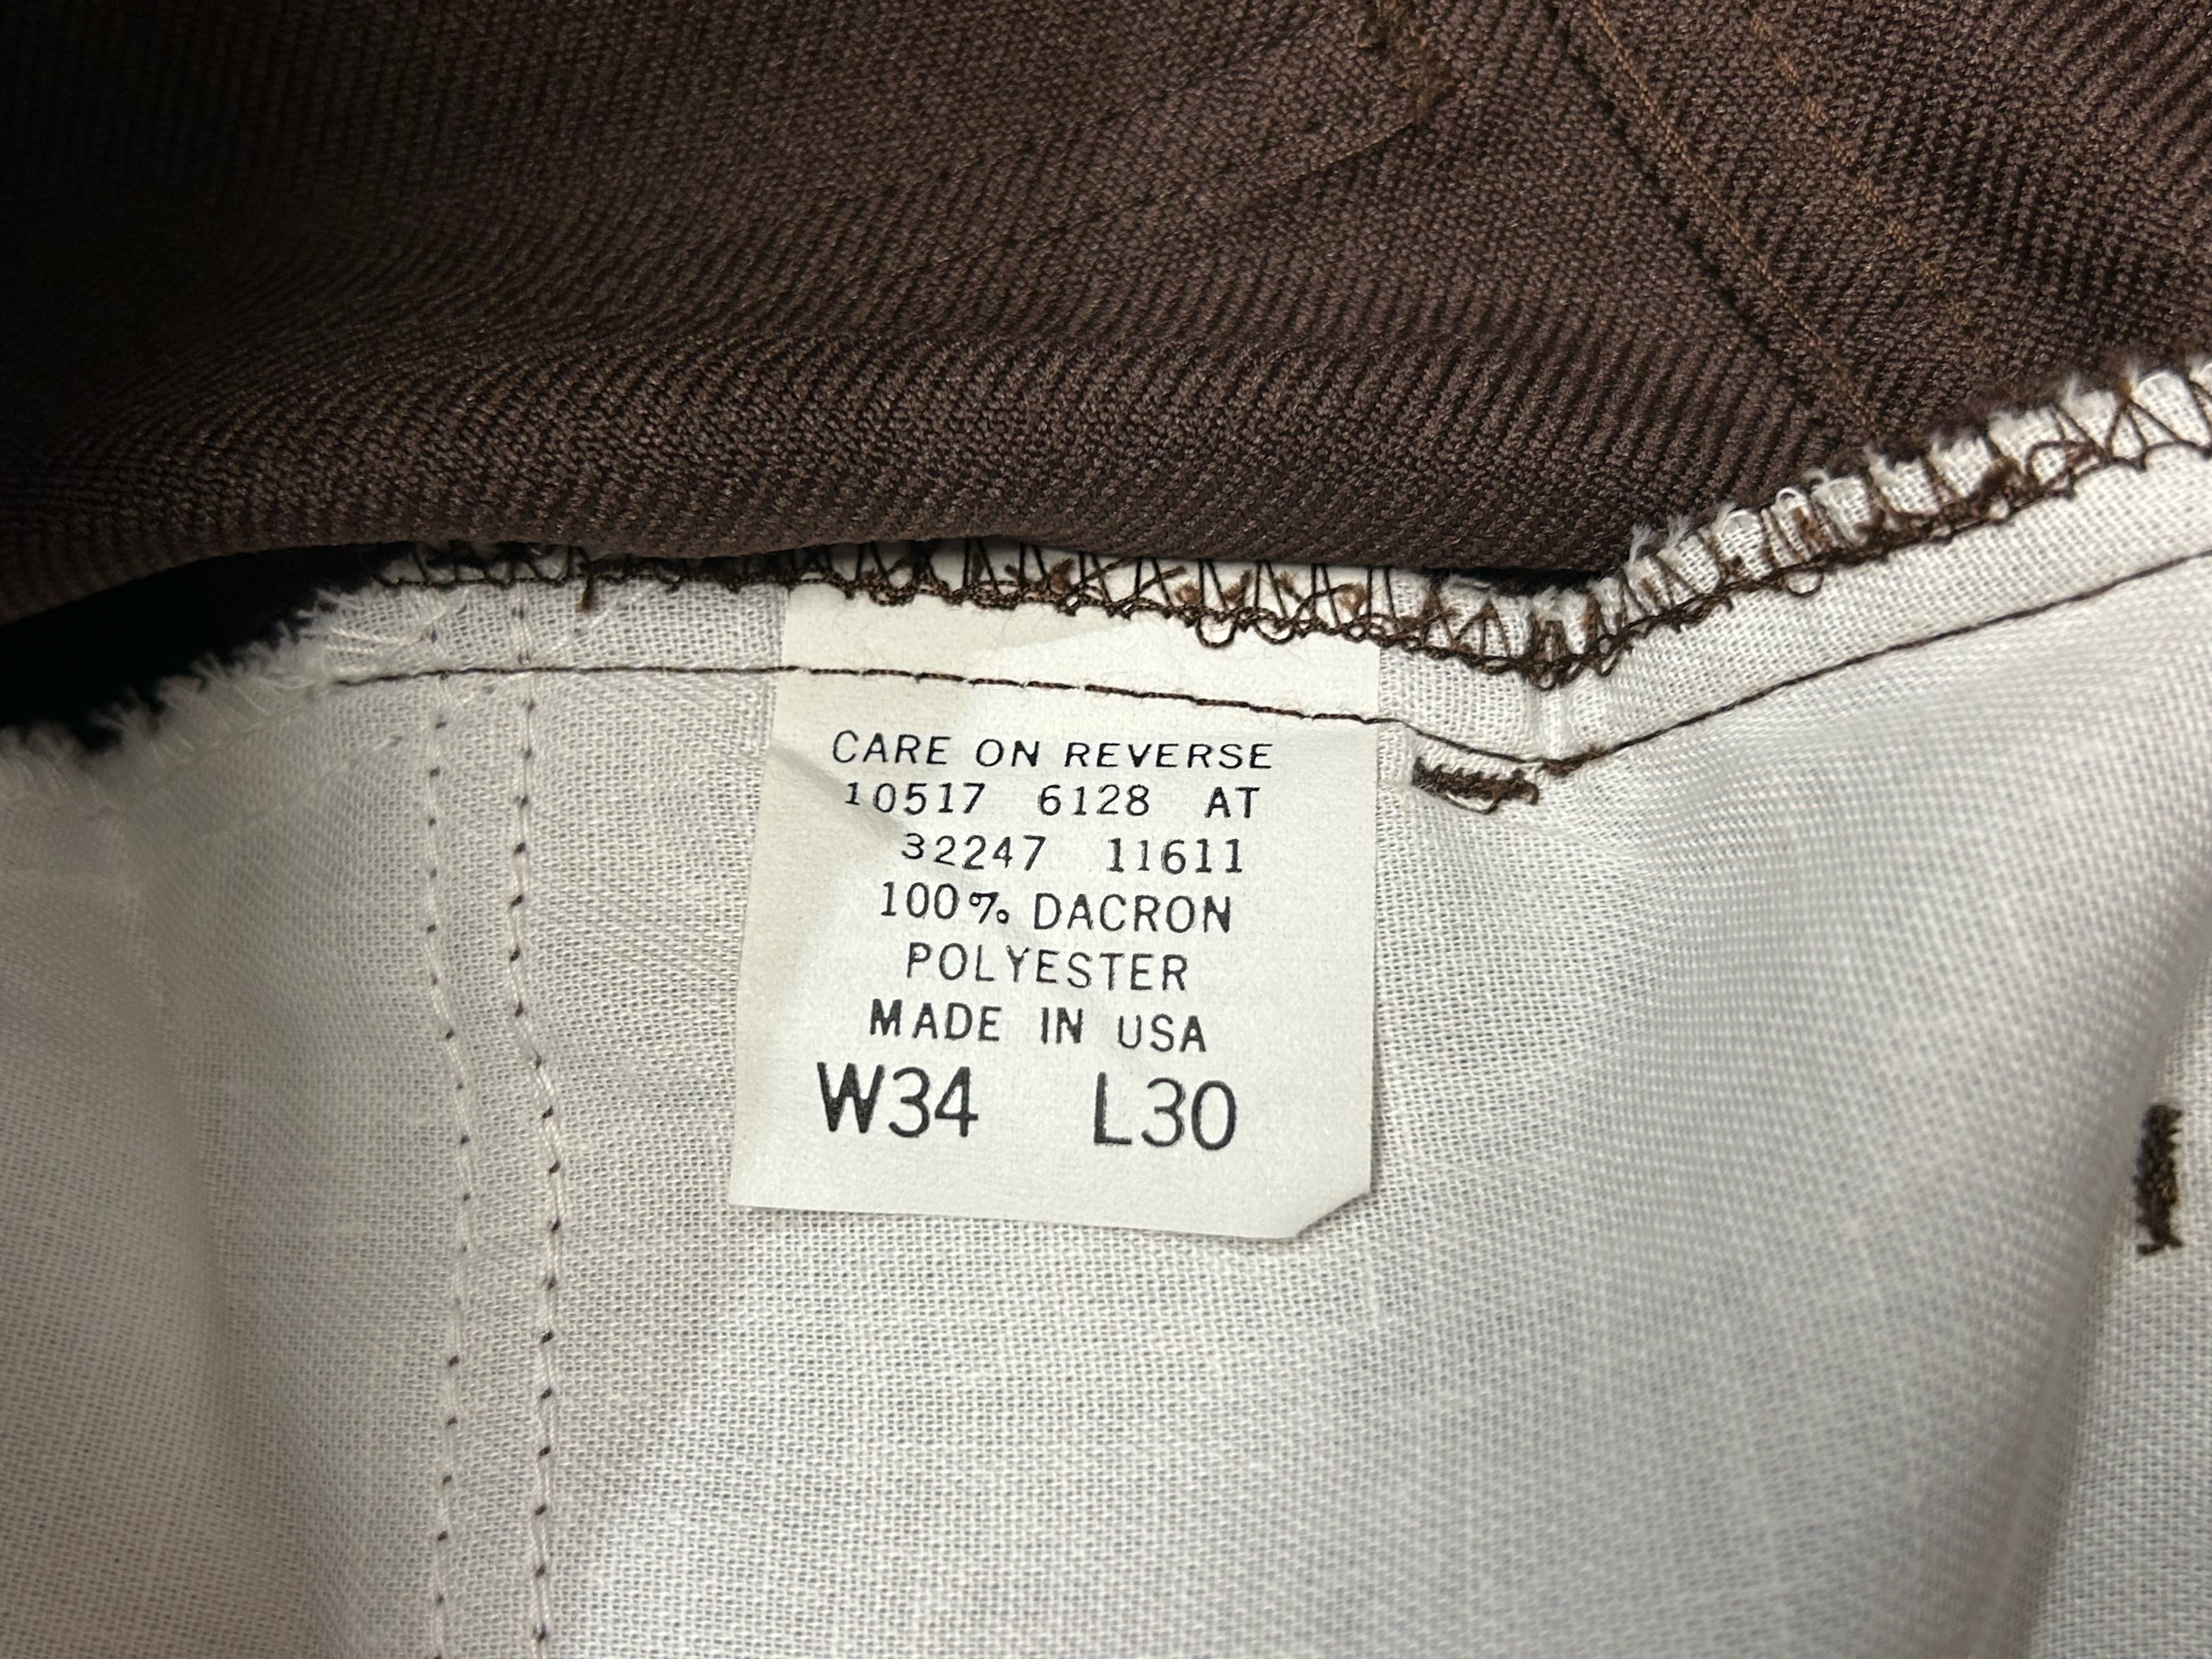 CARE ON REVERSE
10517 6128 AT
32247 11611
100% DACRON
POLYESTER
MADE IN USA
W34 L30